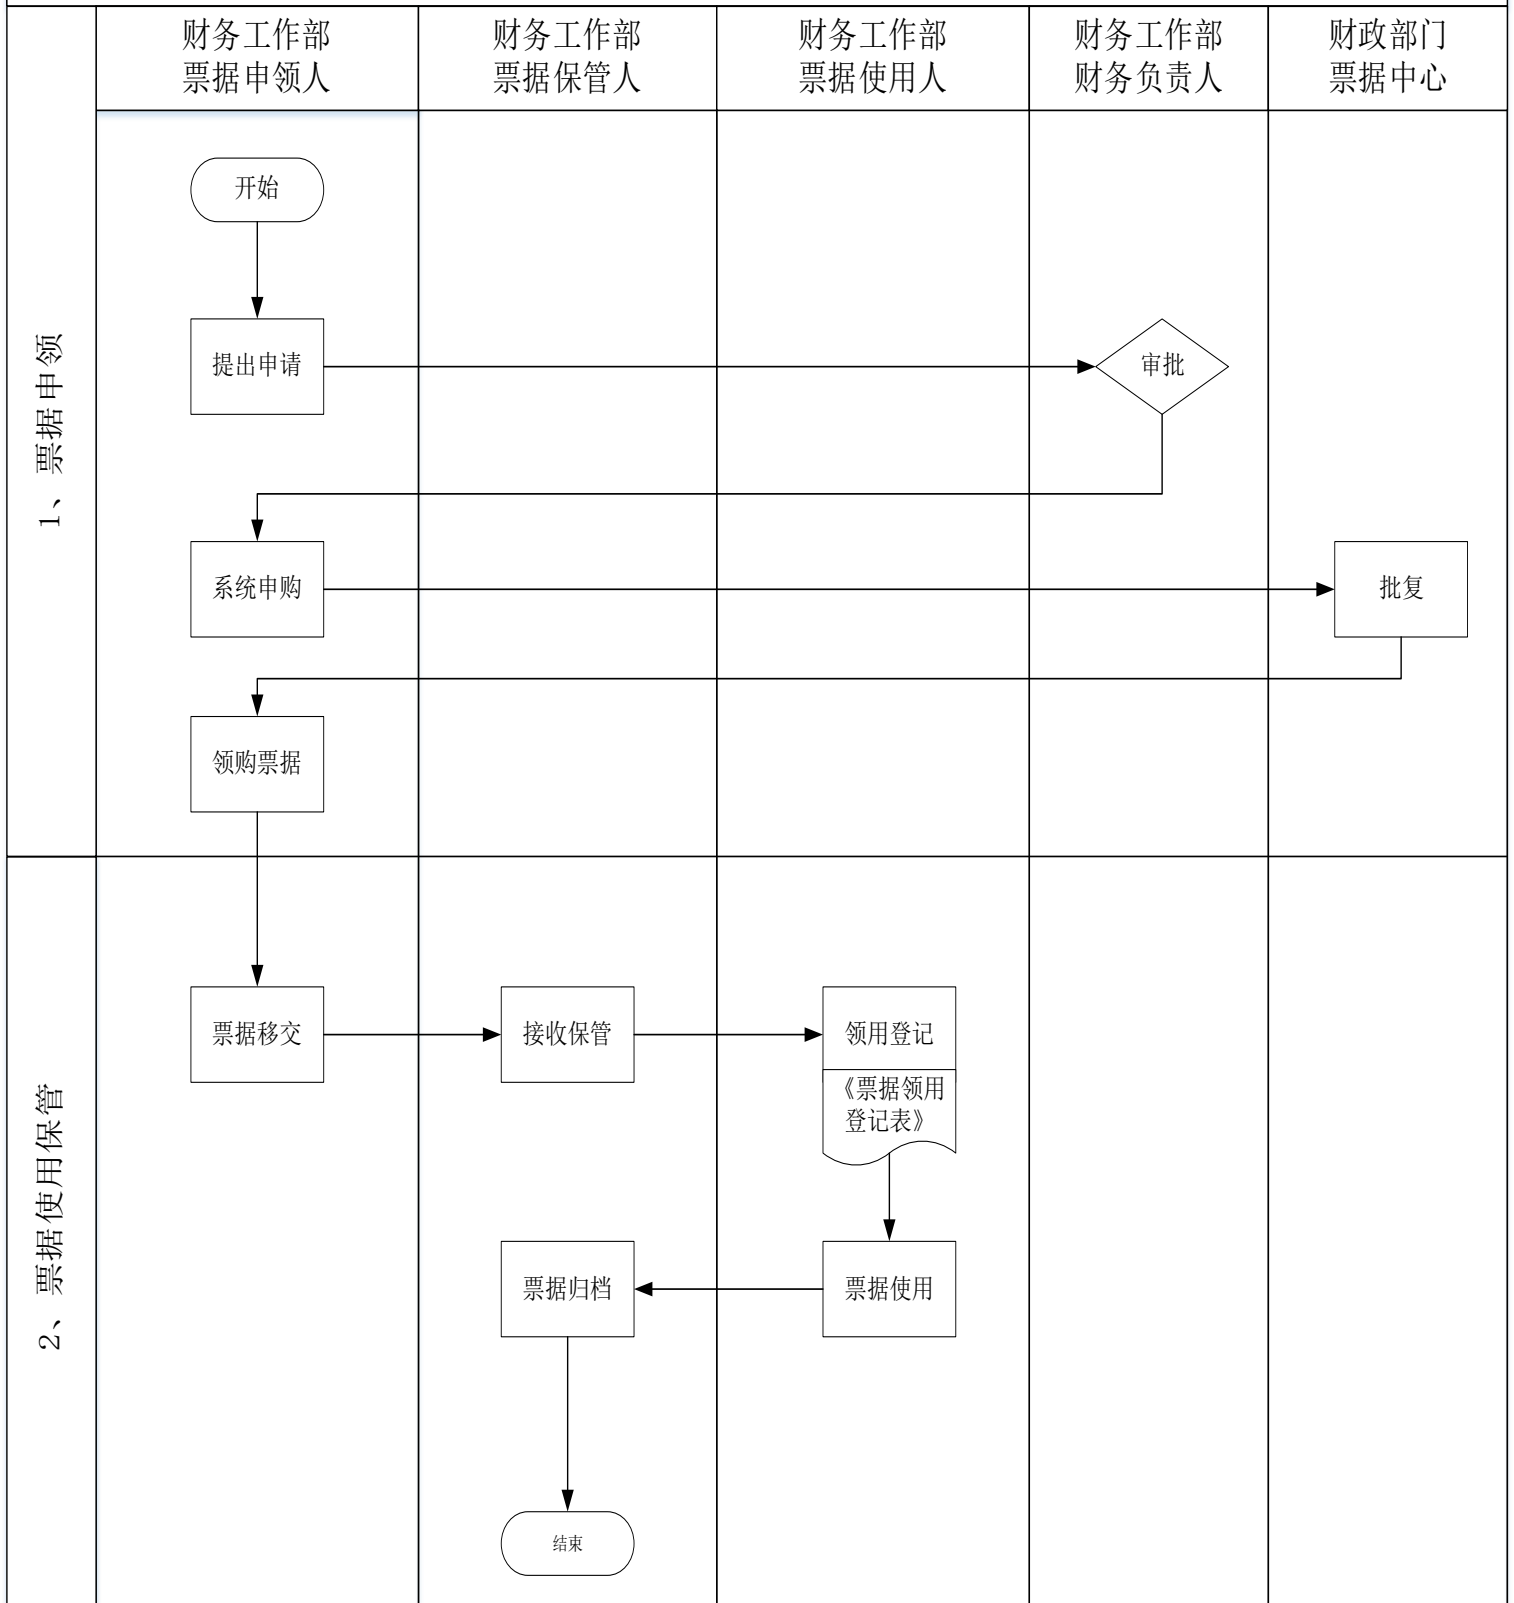 财务工作部
票据申领人
财务工作部
票据保管人
财务工作部
票据使用人
财务工作部
财务负责人
财政部门
票据中心
1、票据申领
开始
提出申请
审批
系统申购
批复
领购票据
2、票据使用保管
票据移交
接收保管
领用登记
《票据领用
登记表》
票据归档
票据使用
结束